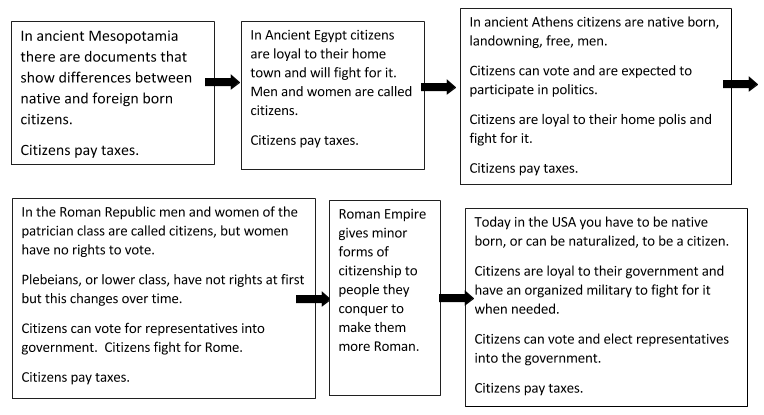 In ancient Mesopotamia
there are documents that
show differences between
native and foreign born
citizens.
Citizens pay taxes.
In Ancient Egypt citizens
are loyal to their home
town and will fight for it.
Men and women are called
citizens.
Citizens pay taxes.
In ancient Athens citizens are native born,
landowning, free, men.
Citizens can vote and are expected to
participate in politics.
Citizens are loyal to their home polis and
fight for it.
Citizens pay taxes.
In the Roman Republic men and women of the
patrician class are called citizens, but women
have no rights to vote.
Plebeians, or lower class, have not rights at first
but this changes over time.
Citizens can vote for representatives into
government.  Citizens fight for Rome.
Citizens pay taxes.
Roman Empire
gives minor
forms of
citizenship to
people they
conquer to
make them
more Roman.
Today in the USA you have to be native
born, or can be naturalized, to be a citizen.
Citizens are loyal to their government and
have an organized military to fight for it
when needed.
Citizens can vote and elect representatives
into the government.
Citizens pay taxes.